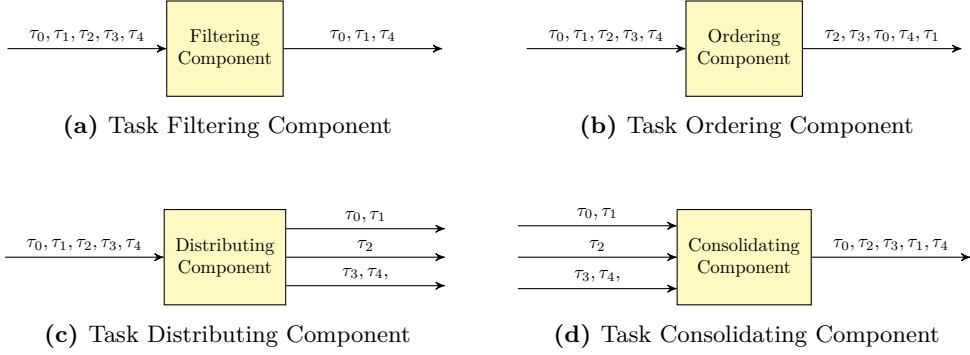 τ0, τ1, τ2, τ3, τ4
Filtering
Component
τ0, τ1, τ4
(a) Task Filtering Component
τ0, τ1, τ2, τ3, τ4
Ordering
Component
τ2, τ3, τ0, τ4, τ1
(b) Task Ordering Component
τ0, τ1, τ2, τ3, τ4
Distributing
Component
τ0, τ1
τ2
τ3, τ4,
(c) Task Distributing Component
τ0, τ1
τ2
τ3, τ4,
Consolidating
Component
τ0, τ2, τ3, τ1, τ4
(d) Task Consolidating Component